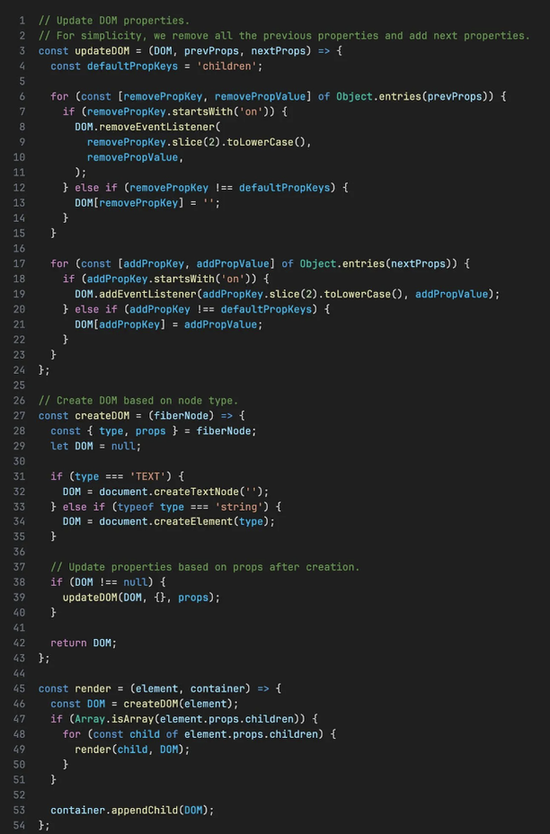 1 // Update DOM properties.
2 // For simplicity, we remove all the previous properties and add next properties.
3 const updateDOM = (DOM, prevProps, nextProps) => {
4   const defaultPropKeys = 'children';
5
6   for (const [removePropKey, removePropValue] of Object.entries(prevProps)) {
7     if (removePropKey.startsWith('on')) {
8       DOM.removeEventListener(
9         removePropKey.slice(2).toLowerCase(),
10         removePropValue,
11       );
12     } else if (removePropKey !== defaultPropKeys) {
13       DOM[removePropKey] = '';
14     }
15   }
16
17   for (const [addPropKey, addPropValue] of Object.entries(nextProps)) {
18     if (addPropKey.startsWith('on')) {
19       DOM.addEventListener(addPropKey.slice(2).toLowerCase(), addPropValue);
20     } else if (addPropKey !== defaultPropKeys) {
21       DOM[addPropKey] = addPropValue;
22     }
23   }
24 };
25
26 // Create DOM based on node type.
27 const createDOM = (fiberNode) => {
28   const { type, props } = fiberNode;
29   let DOM = null;
30
31   if (type === 'TEXT') {
32     DOM = document.createTextNode('');
33   } else if (typeof type === 'string') {
34     DOM = document.createElement(type);
35   }
36
37   // Update properties based on props after creation.
38   if (DOM !== null) {
39     updateDOM(DOM, {}, props);
40   }
41
42   return DOM;
43 };
44
45 const render = (element, container) => {
46   const DOM = createDOM(element);
47   if (Array.isArray(element.props.children)) {
48     for (const child of element.props.children) {
49       render(child, DOM);
50     }
51   }
52
53   container.appendChild(DOM);
54 };